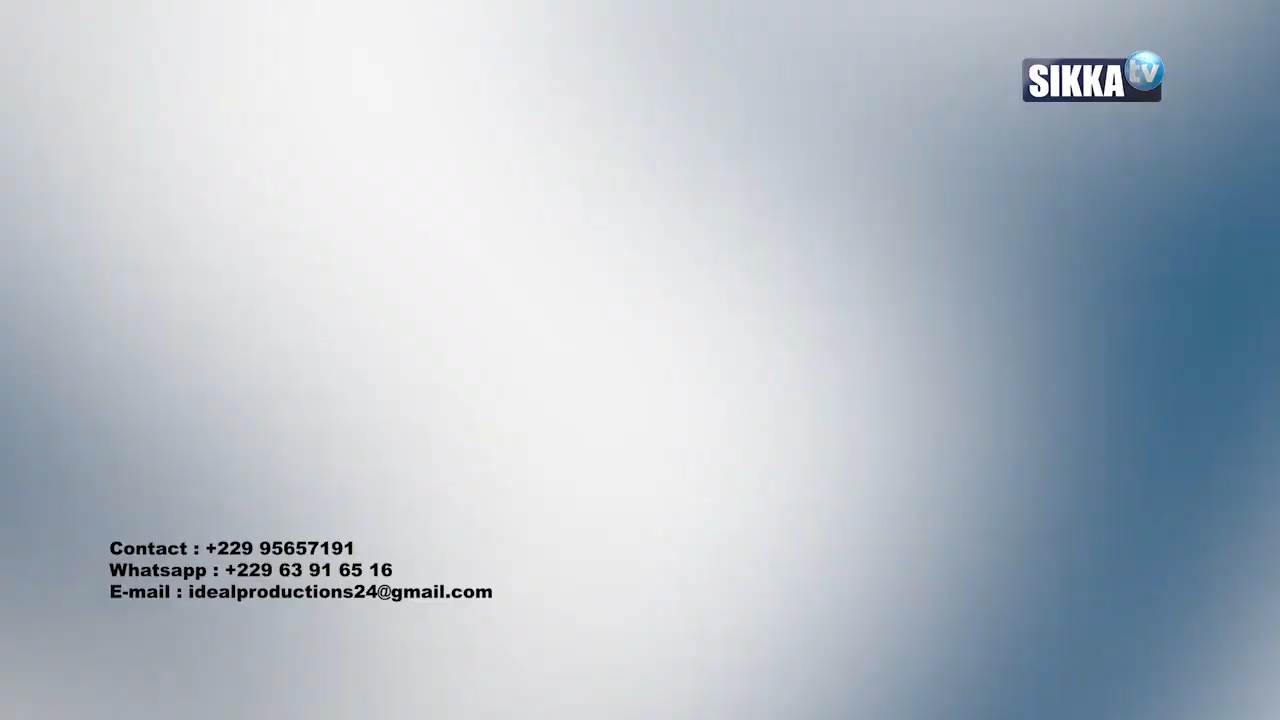 SIKKA tv
Contact : +229 95657191
Whatsapp : +229 63 91 65 16
E-mail : idealproductions24@gmail.com